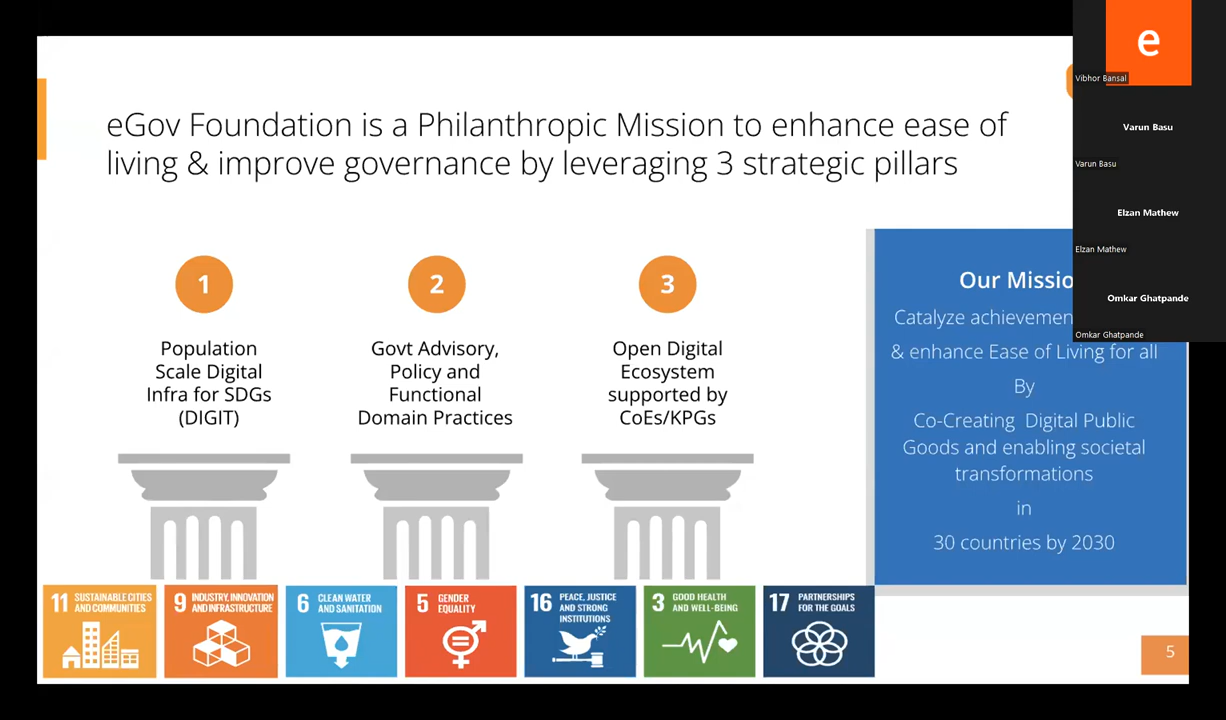 eGov Foundation is a Philanthropic Mission to enhance ease of
living & improve governance by leveraging 3 strategic pillars
1
Population
Scale Digital
Infra for SDGs
(DIGIT)
2
Govt Advisory,
Policy and
Functional
Domain Practices
3
Open Digital
Ecosystem
supported by
CoEs/KPGs
Our Missio
Catalyze achievemen
& enhance Ease of Living for all
By
Co-Creating Digital Public
Goods and enabling societal
transformations
in
30 countries by 2030
11 SUSTAINABLE CITIES
AND COMMUNITIES
9 INDUSTRY, INNOVATION
AND INFRASTRUCTURE
6 CLEAN WATER
AND SANITATION
5 GENDER
EQUALITY
16 PEACE, JUSTICE
AND STRONG
INSTITUTIONS
3 GOOD HEALTH
AND WELL-BEING
17 PARTNERSHIPS
FOR THE GOALS
5
e
Vibhor Bansal
Varun Basu
Varun Basu
Elzan Mathew
Elzan Mathew
Omkar Ghatpande
Omkar Ghatpande